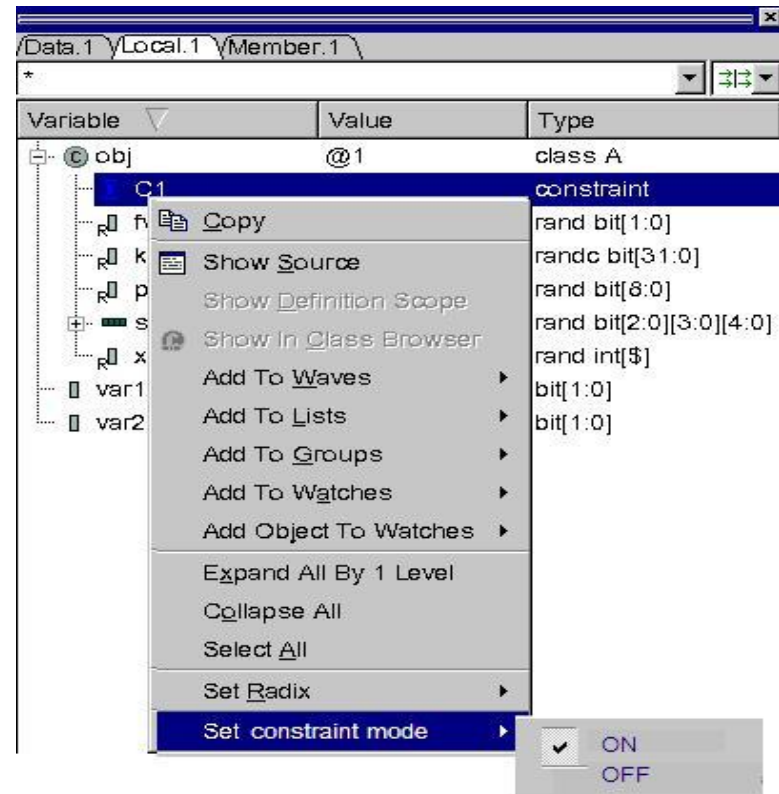 Data.1 Local.1 Member.1
*
Variable Value Type
C obj @1 class A
C1 constraint
R rand bit[1:0]
R k randc bit[31:0]
R p rand bit[8:0]
s rand bit[2:0][3:0][4:0]
R x rand int[$]
var1 bit[1:0]
var2 bit[1:0]
Copy
Show Source
Show Definition Scope
Show In Class Browser
Add To Waves
Add To Lists
Add To Groups
Add To Watches
Add Object To Watches
Expand All By 1 Level
Collapse All
Select All
Set Radix
Set constraint mode
ON
OFF